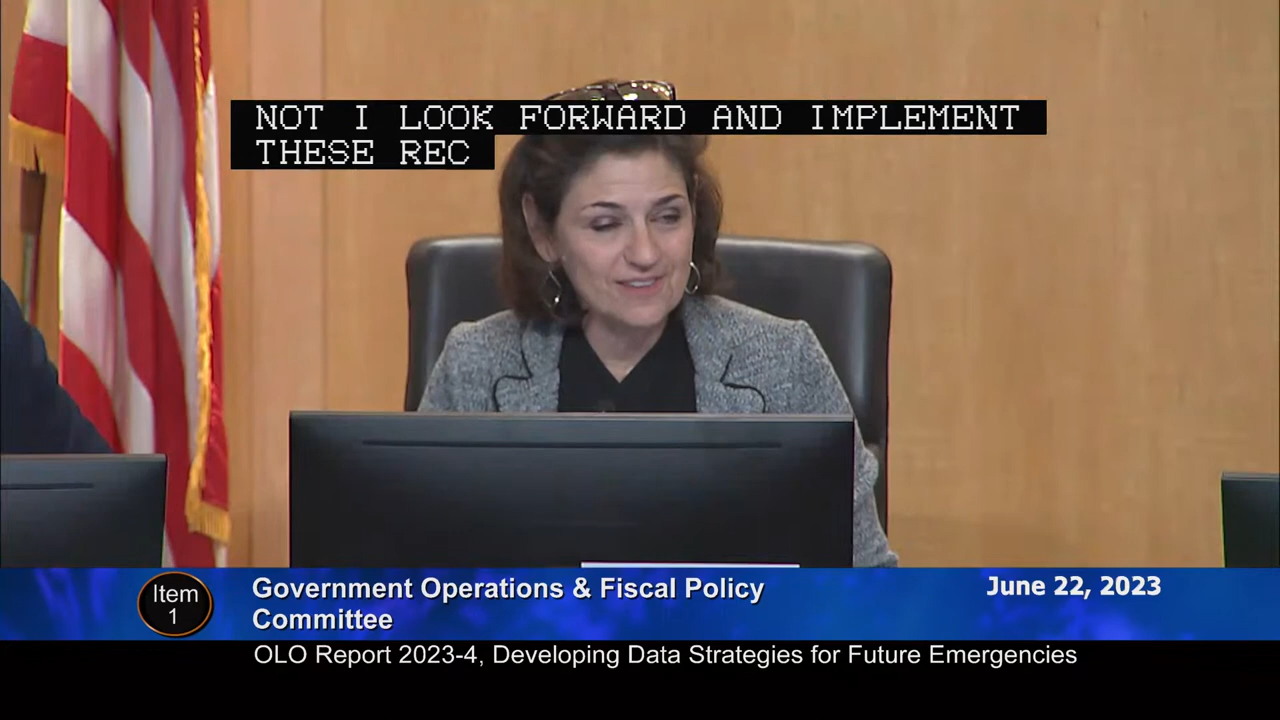 NOT I LOOK FORWARD AND IMPLEMENT
THESE REC
Item
1
Government Operations & Fiscal Policy
Committee
June 22, 2023
OLO Report 2023-4, Developing Data Strategies for Future Emergencies